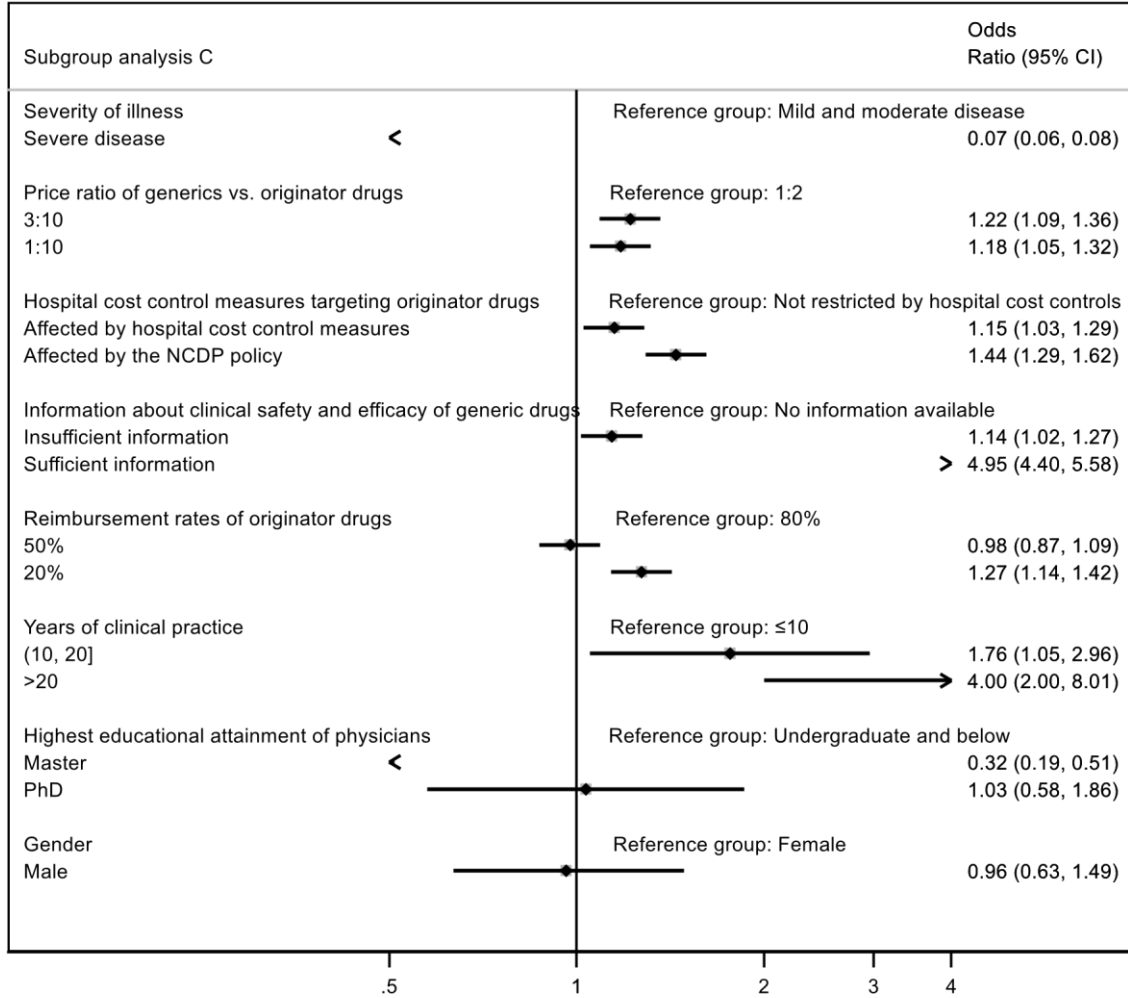 Odds
Subgroup analysis C Ratio (95% CI)
Severity of illness Reference group: Mild and moderate disease
Severe disease 0.07 (0.06, 0.08)
Price ratio of generics vs. originator drugs Reference group: 1:2
3:10 1.22 (1.09, 1.36)
1:10 1.18 (1.05, 1.32)
Hospital cost control measures targeting originator drugs Reference group: Not restricted by hospital cost controls
Affected by hospital cost control measures 1.15 (1.03, 1.29)
Affected by the NCDP policy 1.44 (1.29, 1.62)
Information about clinical safety and efficacy of generic drugs Reference group: No information available
Insufficient information 1.14 (1.02, 1.27)
Sufficient information 4.95 (4.40, 5.58)
Reimbursement rates of originator drugs Reference group: 80%
50% 0.98 (0.87, 1.09)
20% 1.27 (1.14, 1.42)
Years of clinical practice Reference group: ≤10
(10, 20] 1.76 (1.05, 2.96)
>20 4.00 (2.00, 8.01)
Highest educational attainment of physicians Reference group: Undergraduate and below
Master 0.32 (0.19, 0.51)
PhD 1.03 (0.58, 1.86)
Gender Reference group: Female
Male 0.96 (0.63, 1.49)
.5 1 2 3 4